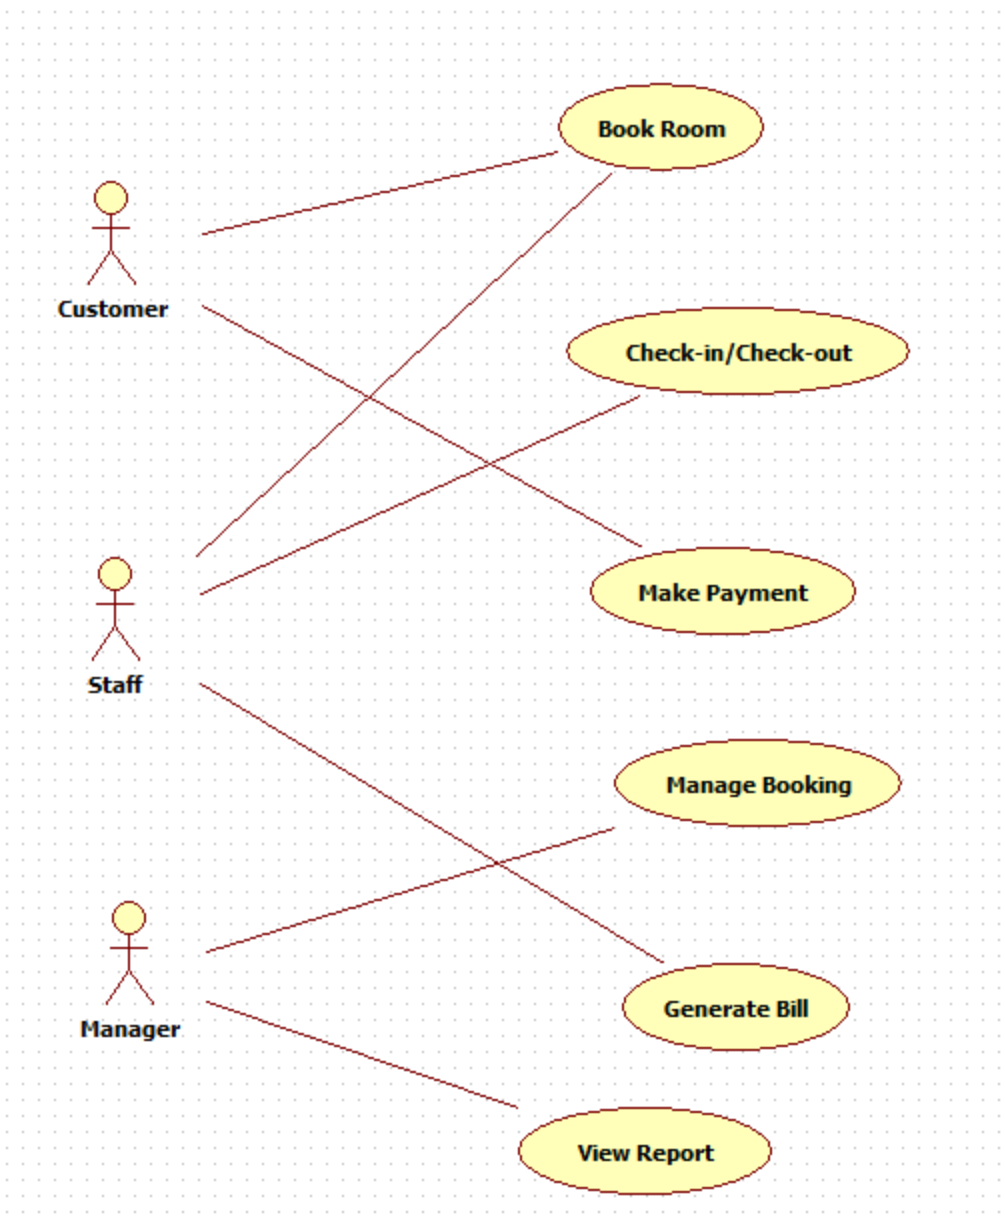 Book Room
Customer
Check-in/Check-out
Make Payment
Staff
Manage Booking
Generate Bill
Manager
View Report